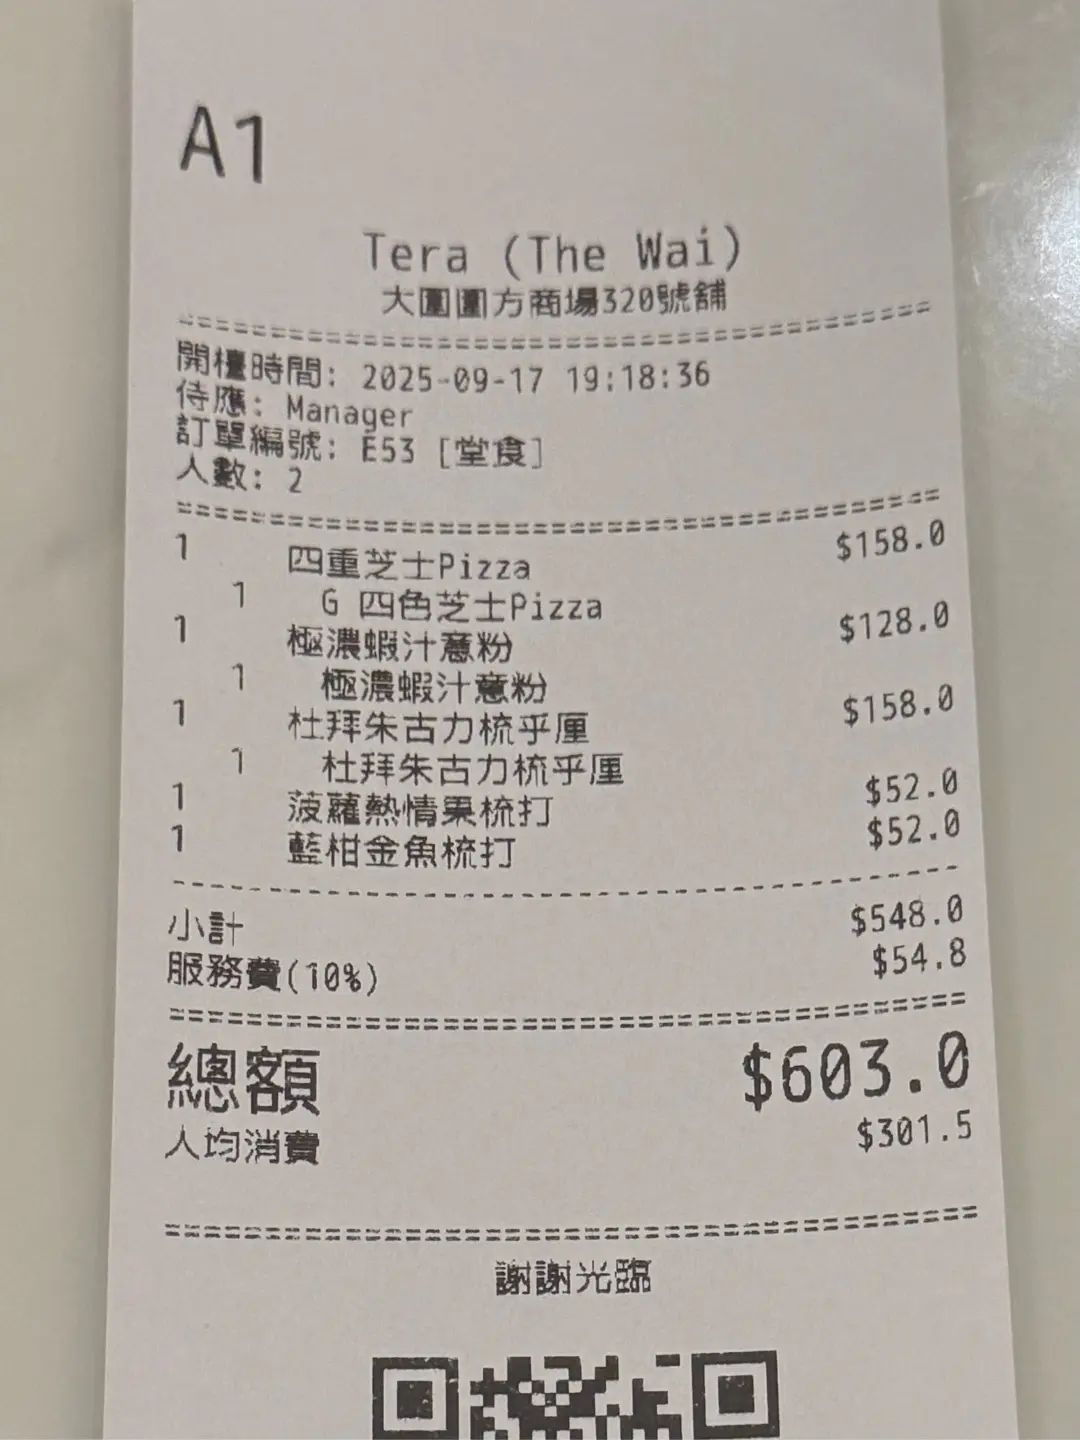 A1
Tera (The Wai)
大圍圍方商場320號舖
開檯時間: 2025-09-17 19:18:36
侍應: Manager
訂單編號: E53 [堂食]
人數: 2
1 四重芝士Pizza $158.0
1 G 四色芝士Pizza
1 極濃蝦汁意粉 $128.0
1 極濃蝦汁意粉
1 杜拜朱古力梳乎厘 $158.0
1 杜拜朱古力梳乎厘
1 菠蘿熱情果梳打 $52.0
1 藍柑金魚梳打 $52.0
小計 $548.0
服務費(10%) $54.8
總額 $603.0
人均消費 $301.5
謝謝光臨